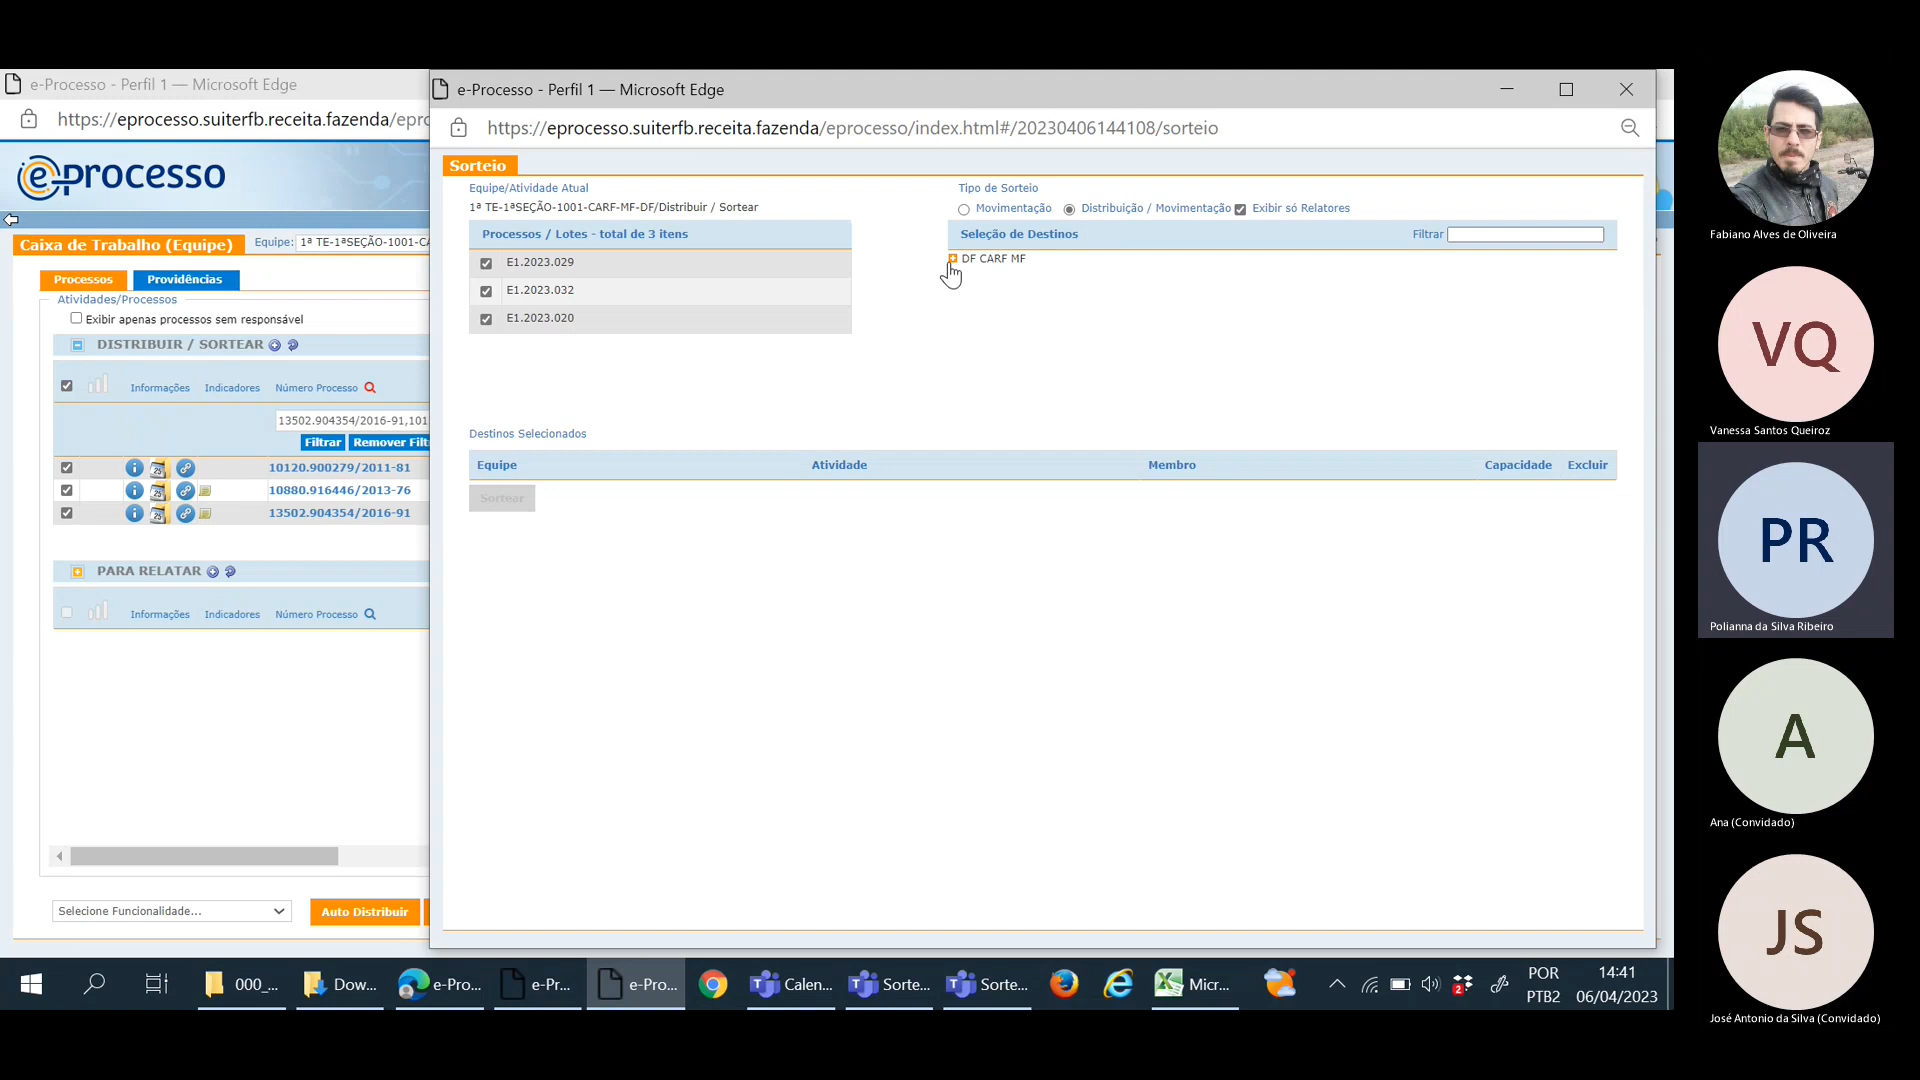 e-Processo - Perfil 1 — Microsoft Edge
https://eprocesso.suiterfb.receita.fazenda/epro
e-processo
Caixa de Trabalho (Equipe)
Equipe: 1ª TE-1ªSEÇÃO-1001-CA
Processos
Providências
Atividades/Processos
Exibir apenas processos sem responsável
DISTRIBUIR / SORTEAR
Informações Indicadores Número Processo
13502.904354/2016-91,101
Filtrar Remover Filt
10120.900279/2011-81
10880.916446/2013-76
13502.904354/2016-91
PARA RELATAR
Informações Indicadores Número Processo
Selecione Funcionalidade...
Auto Distribuir
e-Processo - Perfil 1 — Microsoft Edge
https://eprocesso.suiterfb.receita.fazenda/eprocesso/index.html#/20230406144108/sorteio
Sorteio
Equipe/Atividade Atual
1ª TE-1ªSEÇÃO-1001-CARF-MF-DF/Distribuir / Sortear
Processos / Lotes - total de 3 itens
E1.2023.029
E1.2023.032
E1.2023.020
Tipo de Sorteio
Movimentação Distribuição / Movimentação Exibir só Relatores
Seleção de Destinos
Filtrar
DF CARF MF
Destinos Selecionados
Equipe Atividade Membro Capacidade Excluir
Sortear
Fabiano Alves de Oliveira
VQ
Vanessa Santos Queiroz
PR
Polianna da Silva Ribeiro
A
Ana (Convidado)
JS
José Antonio da Silva (Convidado)
000_...
Dow...
e-Pro...
e-Pr...
e-Pro...
Calen...
Sorte...
Sorte...
Micr...
2
POR
PTB2
14:41
06/04/2023